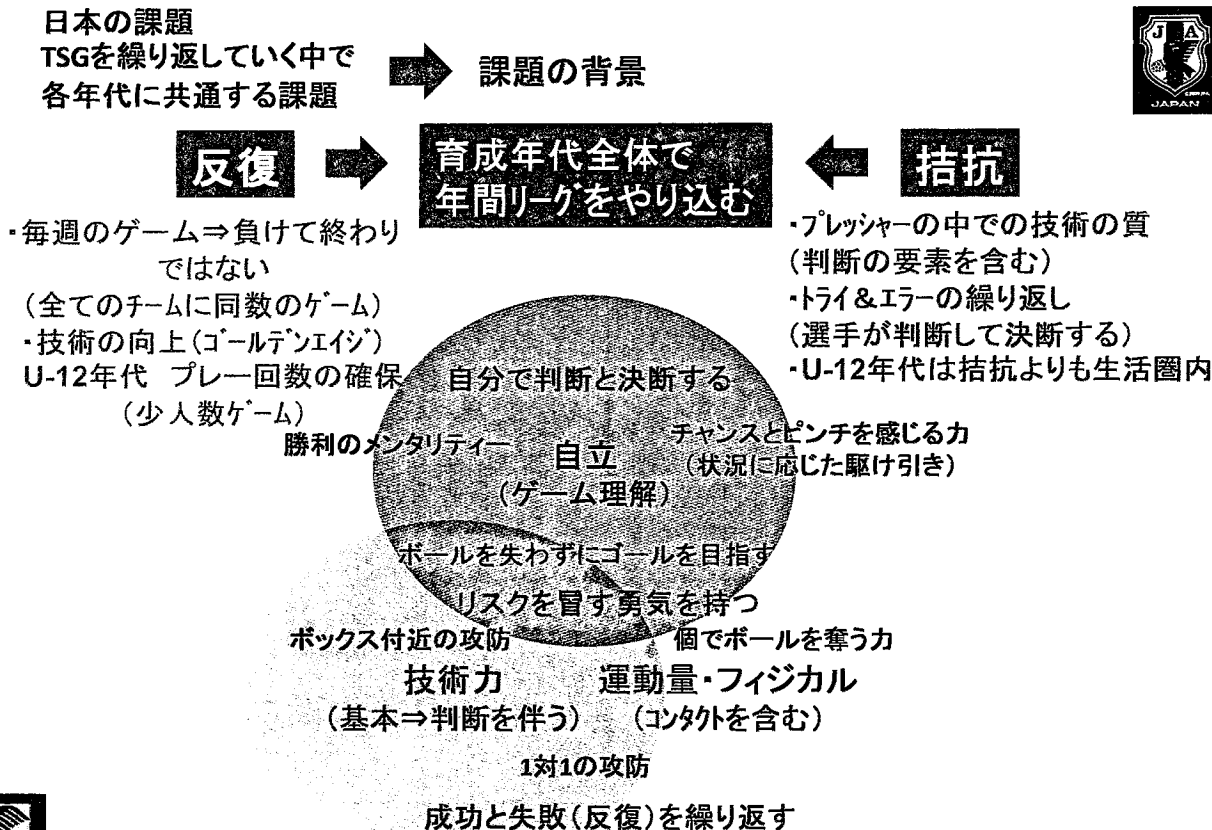 日本の課題
TSGを繰り返していく中で
各年代に共通する課題
課題の背景
JAPAN
反復
育成年代全体で
年間リーグをやり込む
拮抗
・毎週のゲーム⇒負けて終わり
ではない
(全てのチームに同数のゲーム)
・技術の向上(ゴールデンエイジ)
U-12年代 プレー回数の確保
(少人数ゲーム)
・プレッシャーの中での技術の質
(判断の要素を含む)
・トライ&エラーの繰り返し
(選手が判断して決断する)
・U-12年代は拮抗よりも生活圏内
自分で判断と決断する
勝利のメンタリティー
チャンスとピンチを感じる力
(状況に応じた駆け引き)
自立
(ゲーム理解)
ボールを失わずにゴールを目指す
リスクを冒す勇気を持つ
ボックス付近の攻防
個でボールを奪う力
技術力
運動量・フィジカル
(基本⇒判断を伴う)
(コンタクトを含む)
1対1の攻防
成功と失敗(反復)を繰り返す